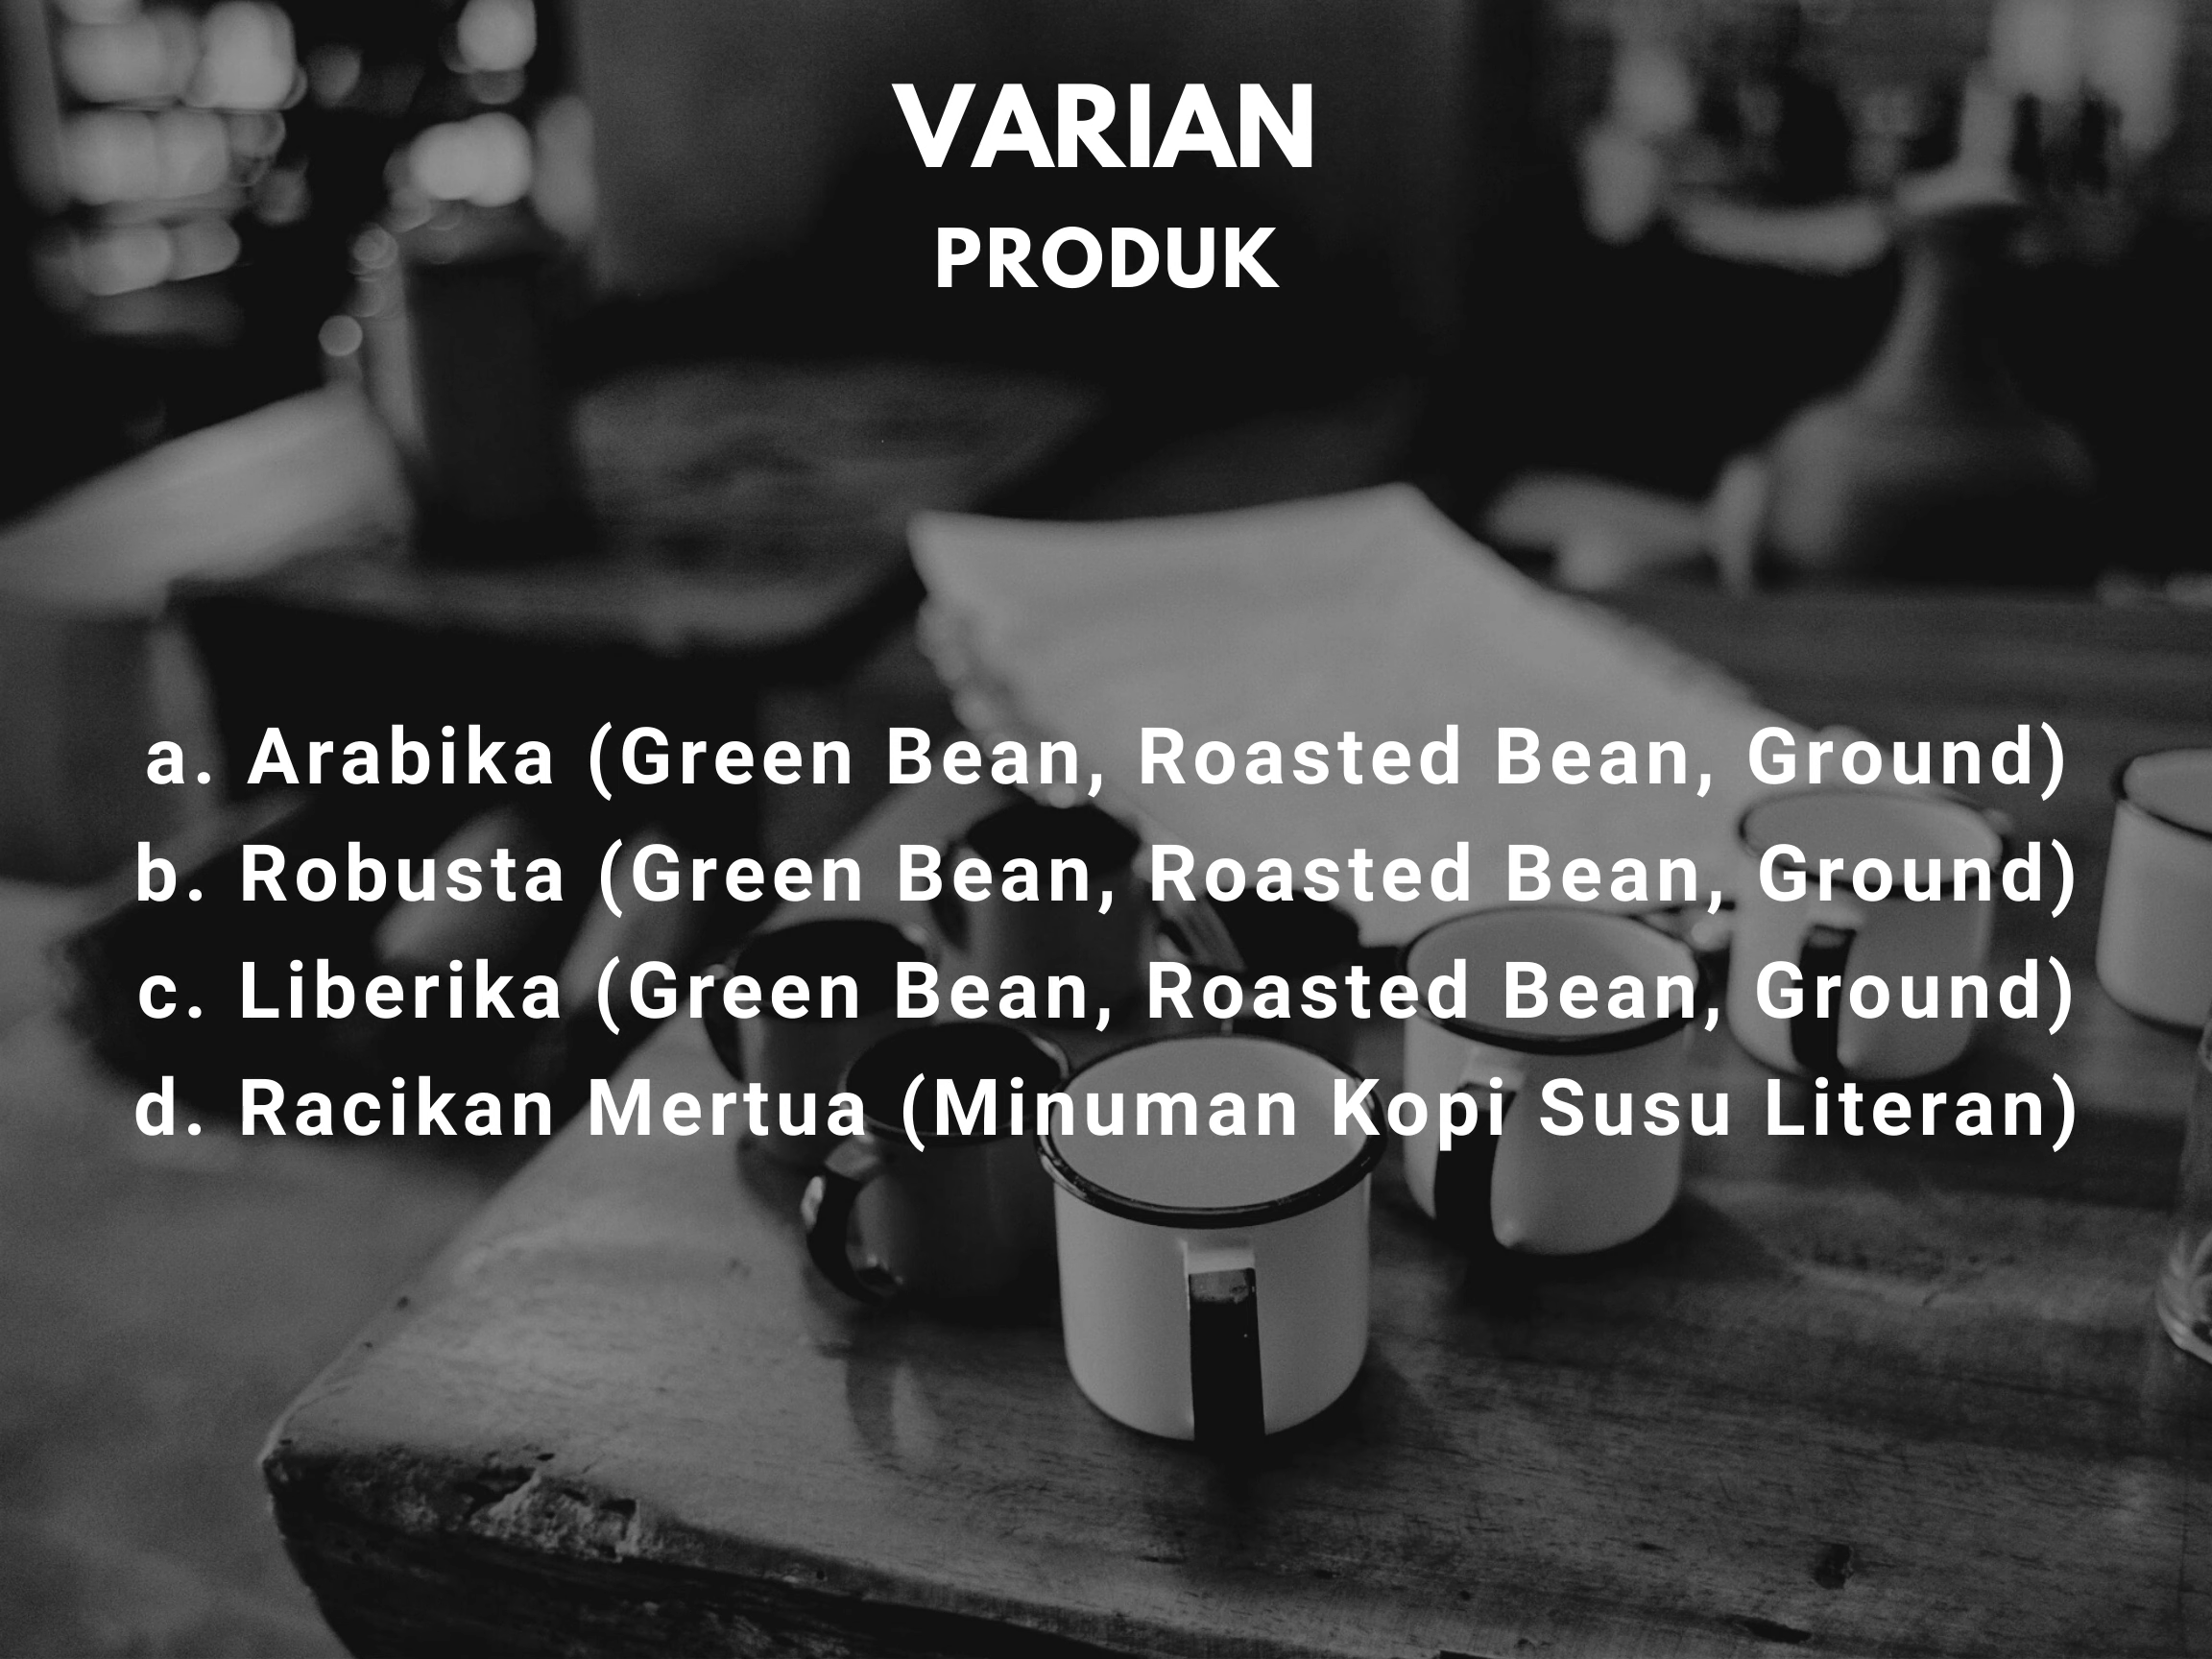 VARIAN
PRODUK
a. Arabika (Green Bean, Roasted Bean, Ground)
b. Robusta (Green Bean, Roasted Bean, Ground)
c. Liberika (Green Bean, Roasted Bean, Ground)
d. Racikan Mertua (Minuman Kopi Susu Literan)